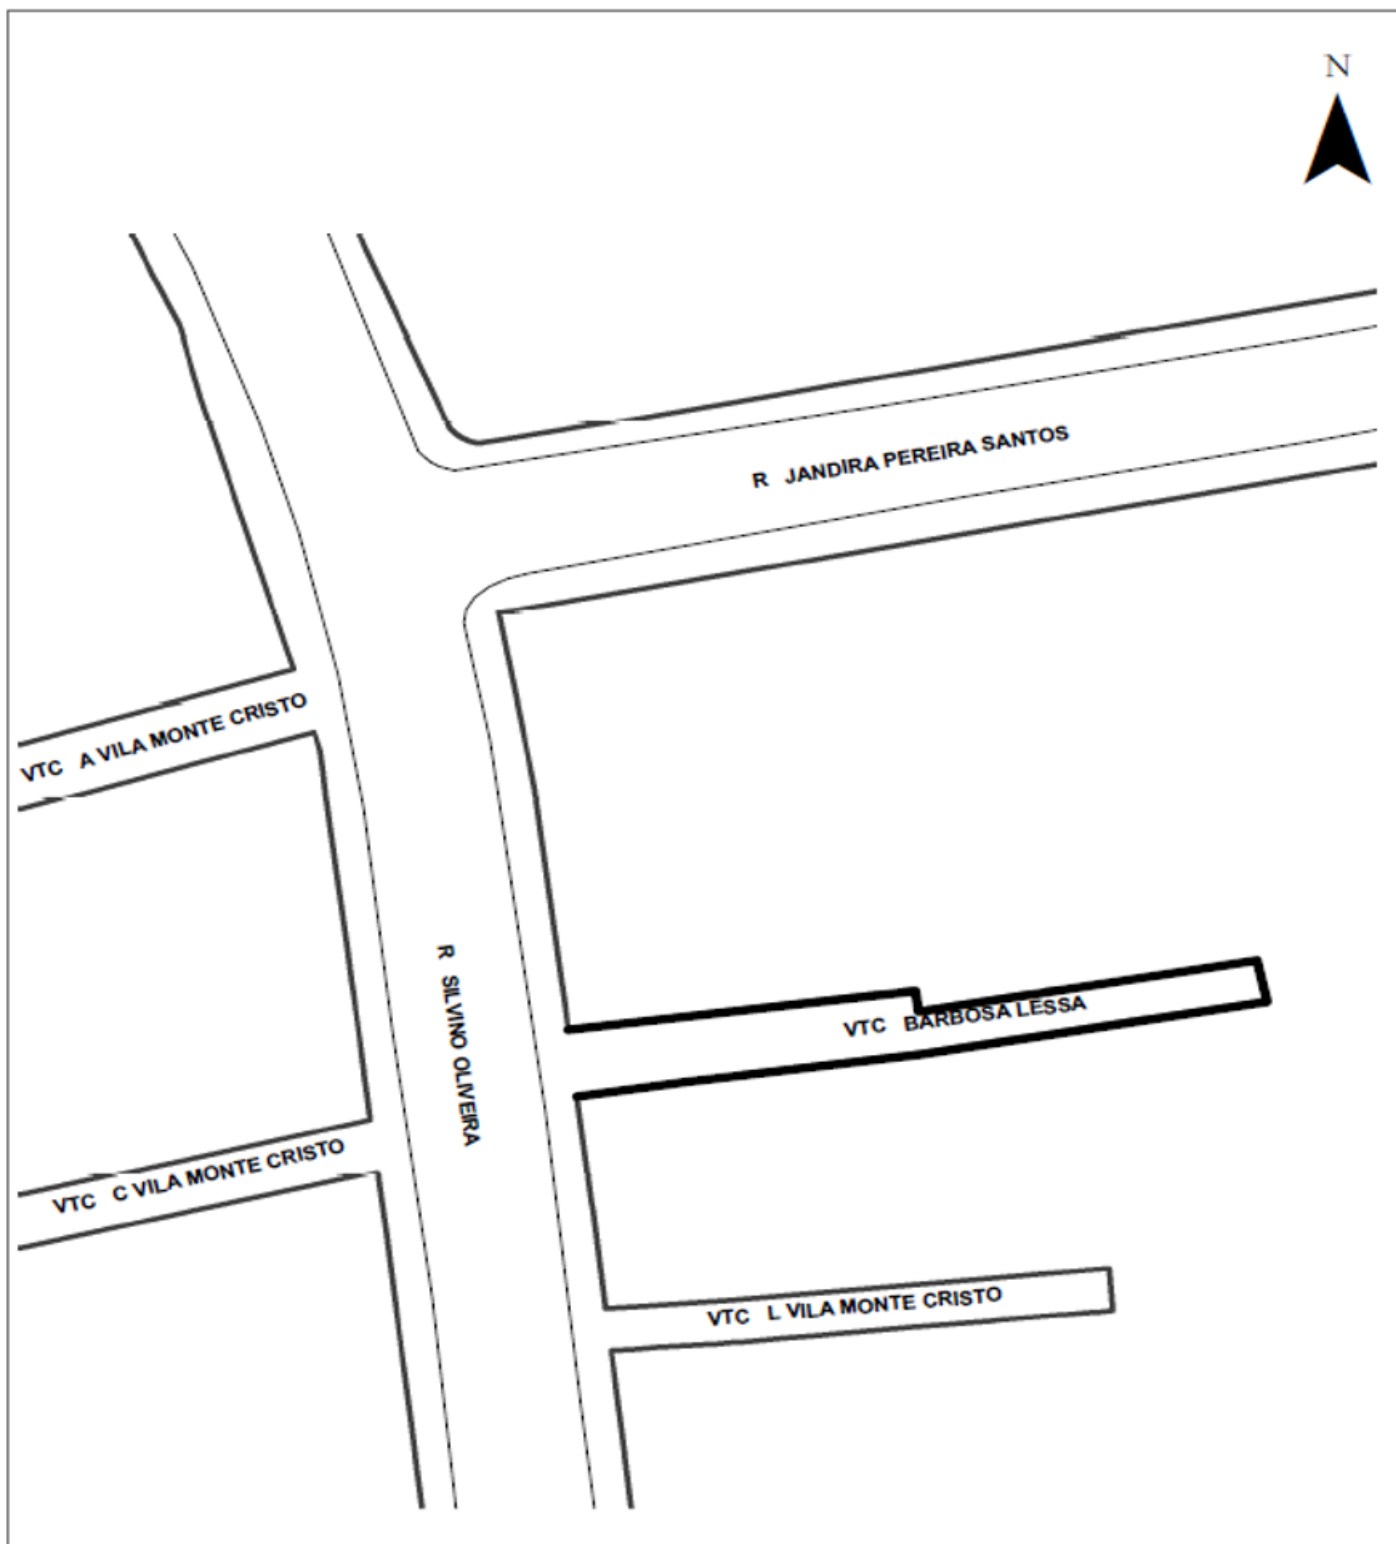 N
R JANDIRA PEREIRA SANTOS
VTC A VILA MONTE CRISTO
R SILVINO OLIVEIRA
VTC BARBOSA LESSA
VTC C VILA MONTE CRISTO
VTC L VILA MONTE CRISTO